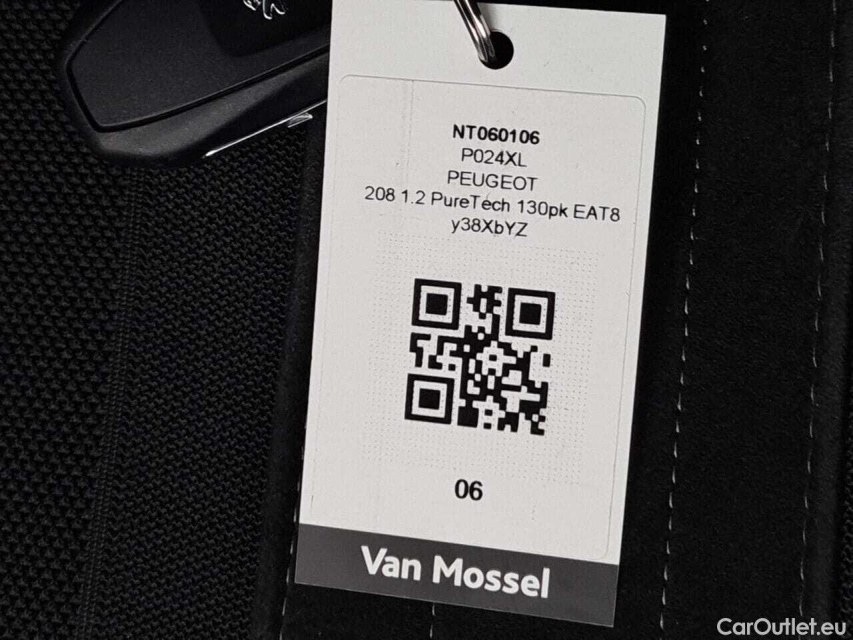 NT060106
P024XL
PEUGEOT
208 1.2 PureTech 130pk EAT8
y38XbYZ
06
Van Mossel
CarOutlet.eu